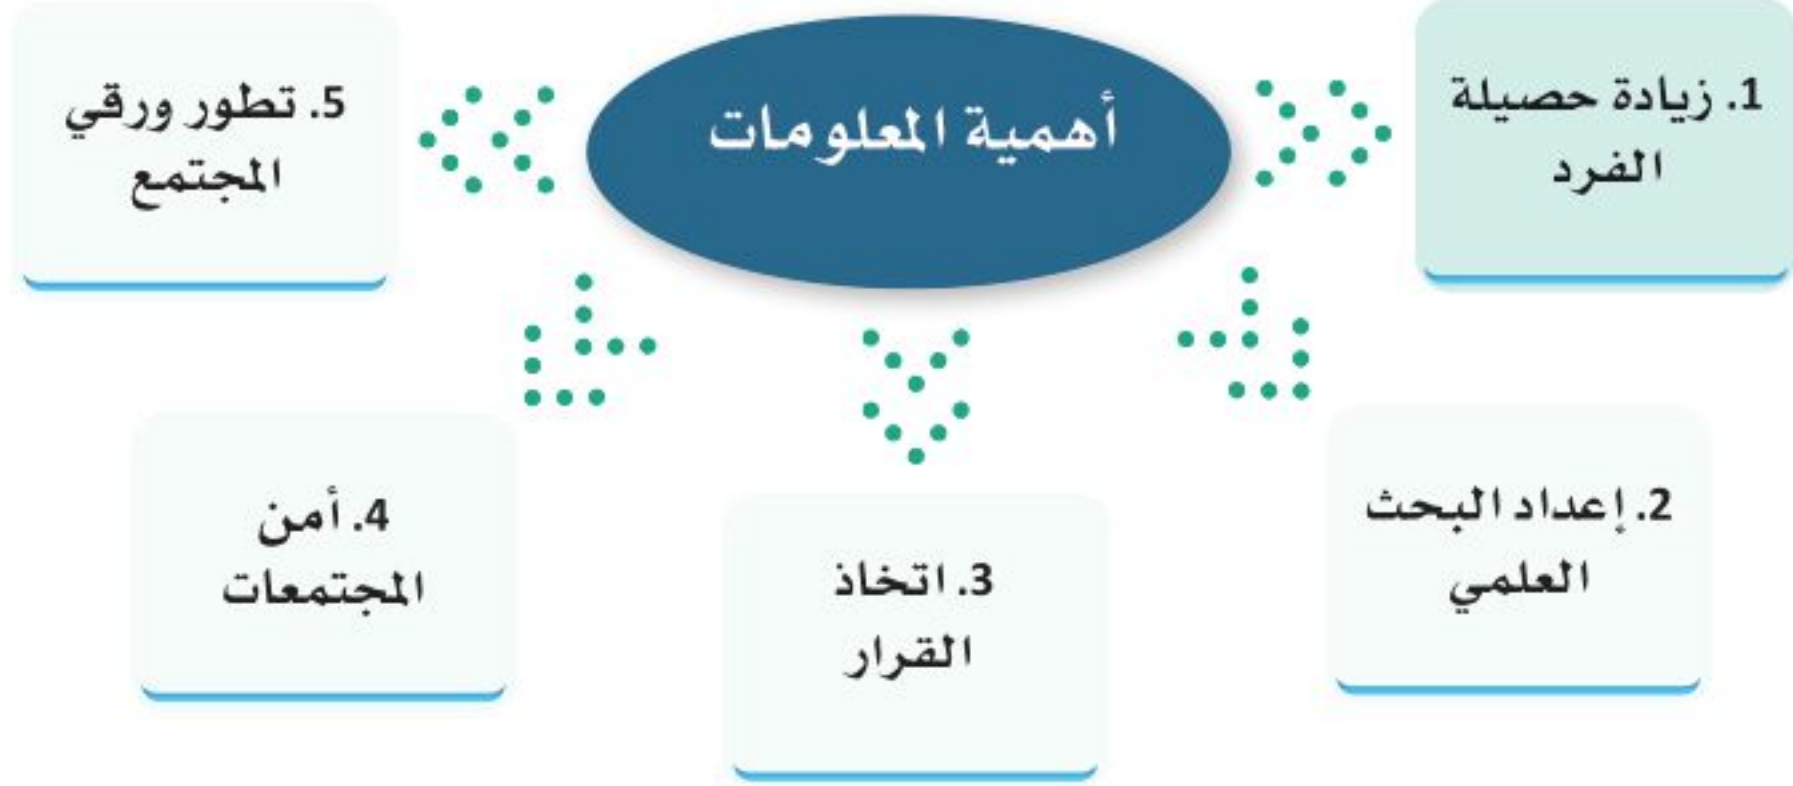 أهمية المعلومات
1. زيادة حصيلة
الفرد
2. إعداد البحث
العلمي
3. اتخاذ
القرار
4. أمن
المجتمعات
5. تطور ورقي
المجتمع